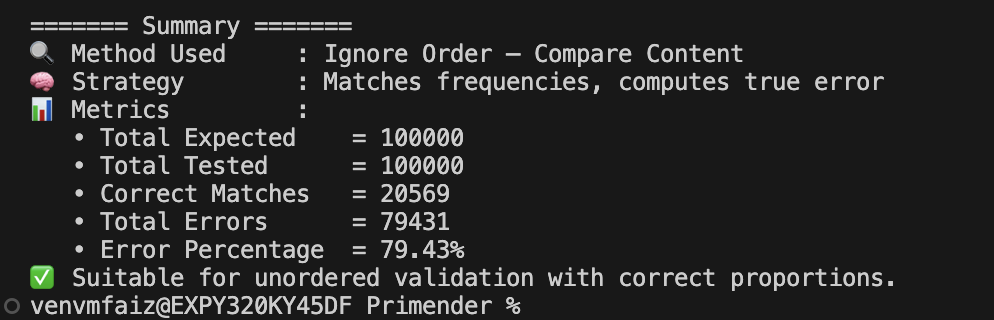 ======= Summary =======
🔍 Method Used     : Ignore Order – Compare Content
🧠 Strategy        : Matches frequencies, computes true error
📊 Metrics         :
   • Total Expected    = 100000
   • Total Tested      = 100000
   • Correct Matches   = 20569
   • Total Errors      = 79431
   • Error Percentage  = 79.43%
✅ Suitable for unordered validation with correct proportions.
venvmfaiz@EXPY320KY45DF Primender %